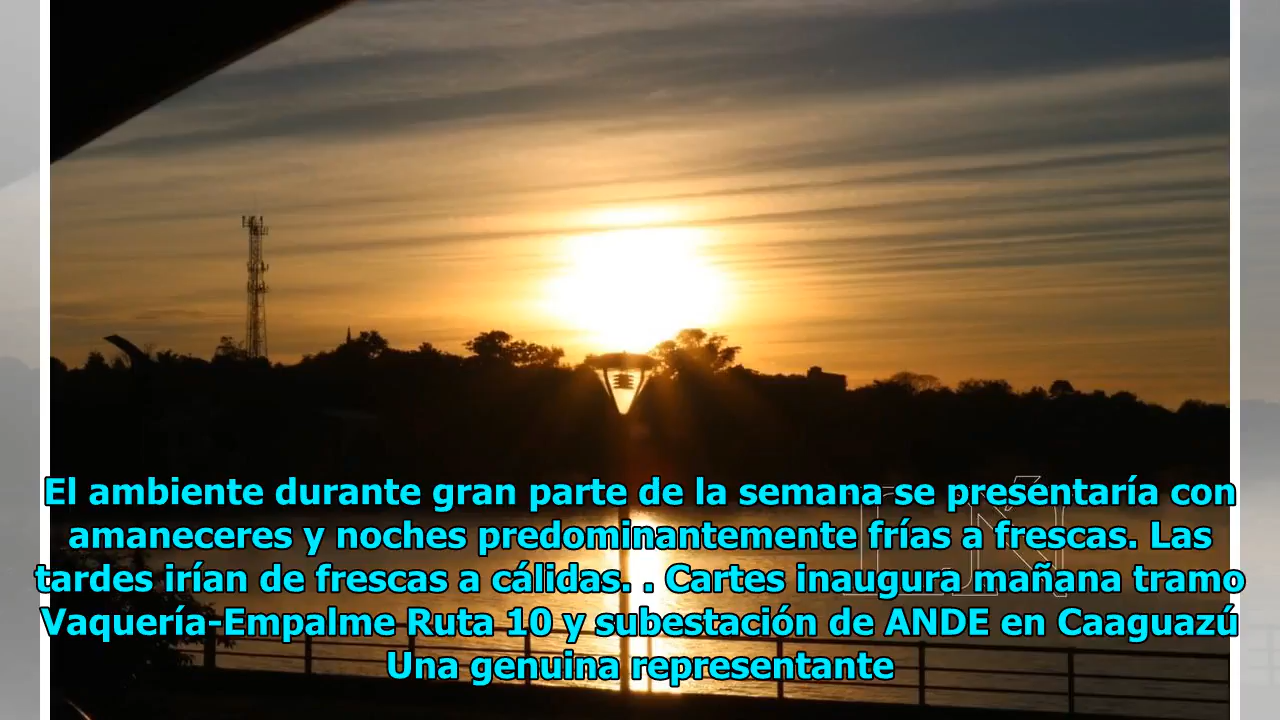 El ambiente durante gran parte de la semana se presentaría con
amaneceres y noches predominantemente frías a frescas. Las
tardes irían de frescas a cálidas. . Cartes inaugura mañana tramo
Vaquería-Empalme Ruta 10 y subestación de ANDE en Caaguazú
Una genuina representante